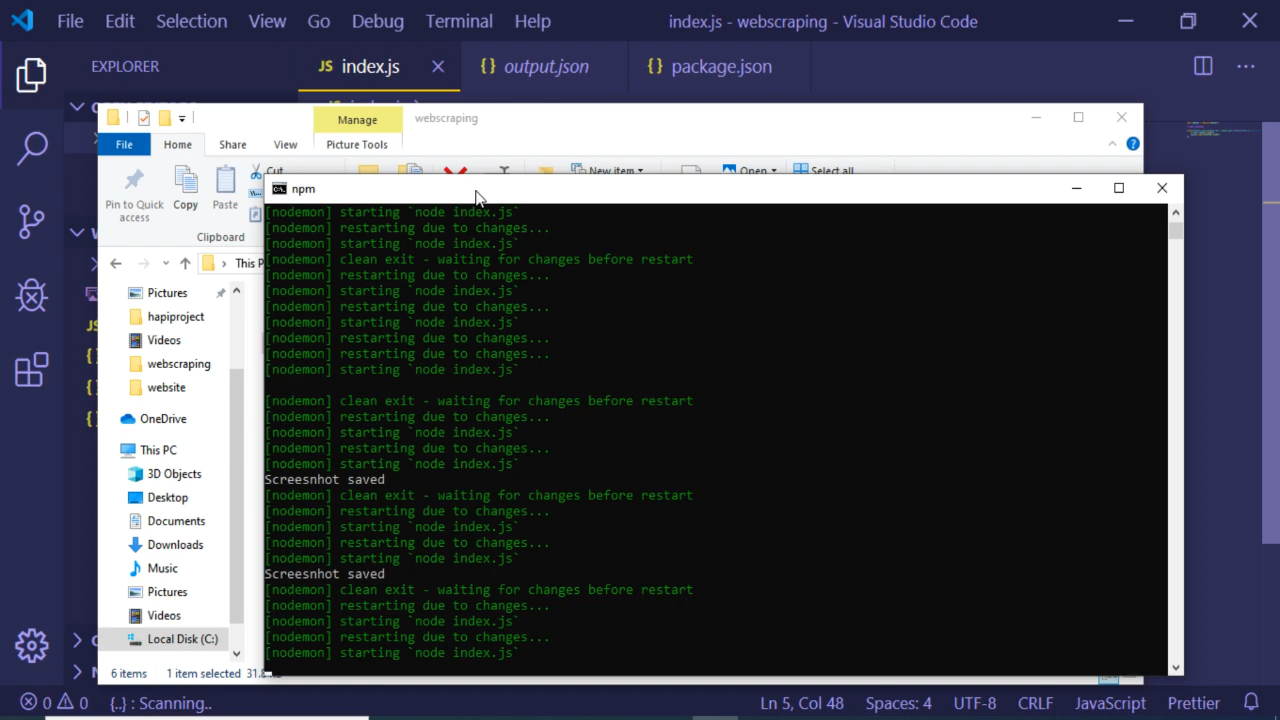 File Edit Selection View Go Debug Terminal Help index.js - webscraping - Visual Studio Code
EXPLORER JS index.js {} output.json {} package.json
Manage webscraping
File Home Share View Picture Tools
Cut New item Open Select all
Pin to Quick access Copy Paste
Clipboard
This P
Pictures
hapiproject
Videos
webscraping
website
OneDrive
This PC
3D Objects
Desktop
Documents
Downloads
Music
Pictures
Videos
Local Disk (C:)
6 items 1 item selected
npm
[nodemon] starting `node index.js`
[nodemon] restarting due to changes...
[nodemon] starting `node index.js`
[nodemon] clean exit - waiting for changes before restart
[nodemon] restarting due to changes...
[nodemon] starting `node index.js`
[nodemon] restarting due to changes...
[nodemon] starting `node index.js`
[nodemon] restarting due to changes...
[nodemon] restarting due to changes...
[nodemon] starting `node index.js`
[nodemon] clean exit - waiting for changes before restart
[nodemon] restarting due to changes...
[nodemon] starting `node index.js`
[nodemon] restarting due to changes...
[nodemon] starting `node index.js`
Screesnhot saved
[nodemon] clean exit - waiting for changes before restart
[nodemon] restarting due to changes...
[nodemon] starting `node index.js`
[nodemon] restarting due to changes...
[nodemon] starting `node index.js`
Screesnhot saved
[nodemon] clean exit - waiting for changes before restart
[nodemon] restarting due to changes...
[nodemon] starting `node index.js`
[nodemon] restarting due to changes...
[nodemon] starting `node index.js`
0 0 {..} : Scanning.. Ln 5, Col 48 Spaces: 4 UTF-8 CRLF JavaScript Prettier